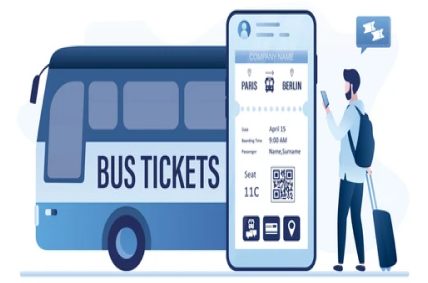 COMPANY NAME
PARIS
BERLIN
Date April 15
Boarding Time 9:00 AM
Passenger Name,Surname
Seat
11C
BUS TICKETS